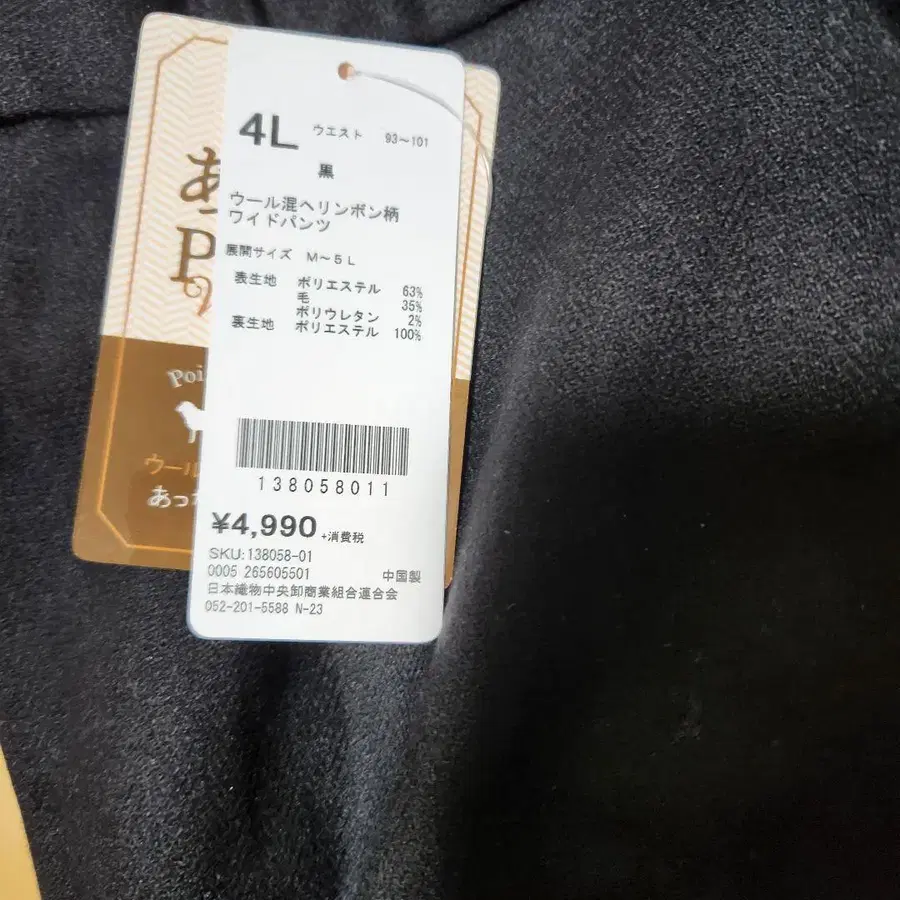 4L ウエスト 93～101
黒
ウール混ヘリンボン柄
ワイドパンツ
展開サイズ M～5L
表生地 ポリエステル 63%
毛 35%
ポリウレタン 2%
裏生地 ポリエステル 100%
138058011
¥4,990 +消費税
SKU:138058-01
0005 265605501 中国製
日本織物中央卸商業組合連合会
052-201-5588 N-23
あ
P
Poi
ウール
あっ